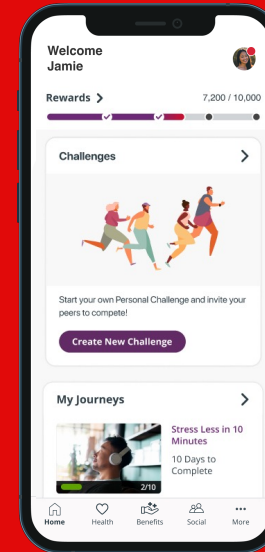 Welcome
Jamie
Rewards
7,200 / 10,000
Challenges
Start your own Personal Challenge and invite your
peers to compete!
Create New Challenge
My Journeys
Stress Less in 10
Minutes
10 Days to
Complete
2/10
Home
Health
Benefits
Social
More